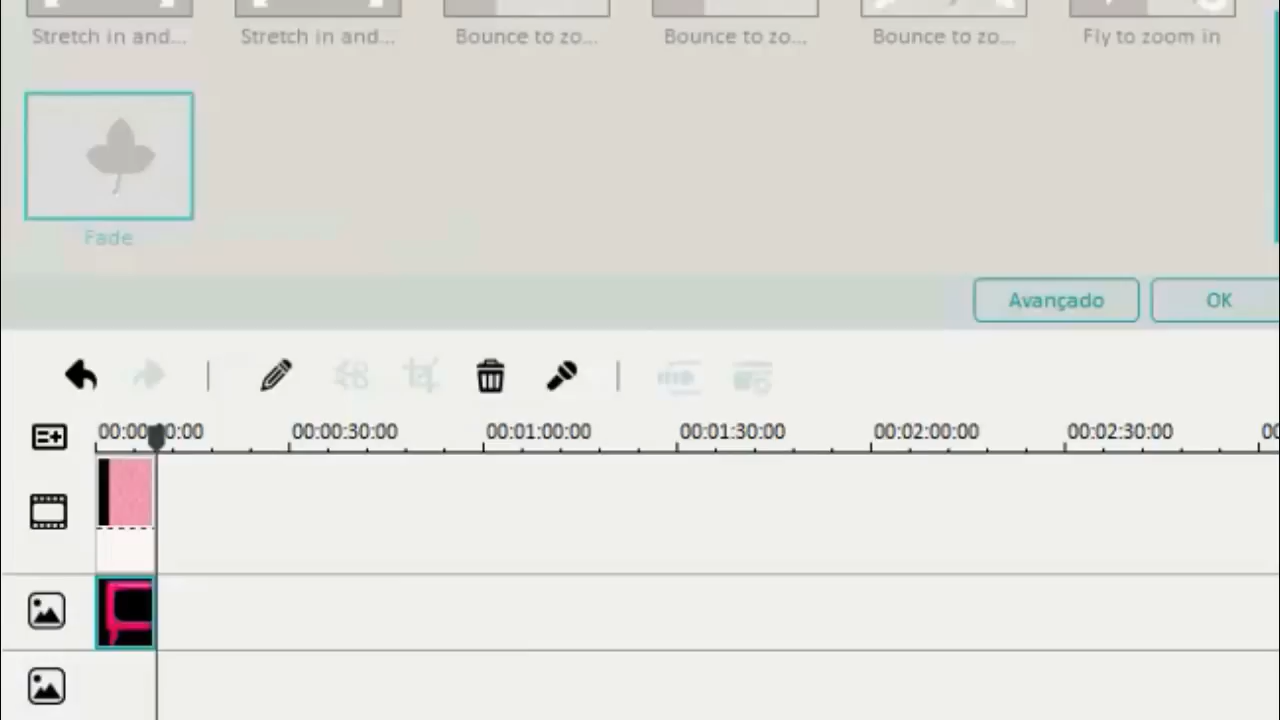 Stretch in and... Stretch in and... Bounce to zo... Bounce to zo... Bounce to zo... Fly to zoom in
Fade
Avançado OK
00:00:30:00 00:01:00:00 00:01:30:00 00:02:00:00 00:02:30:00